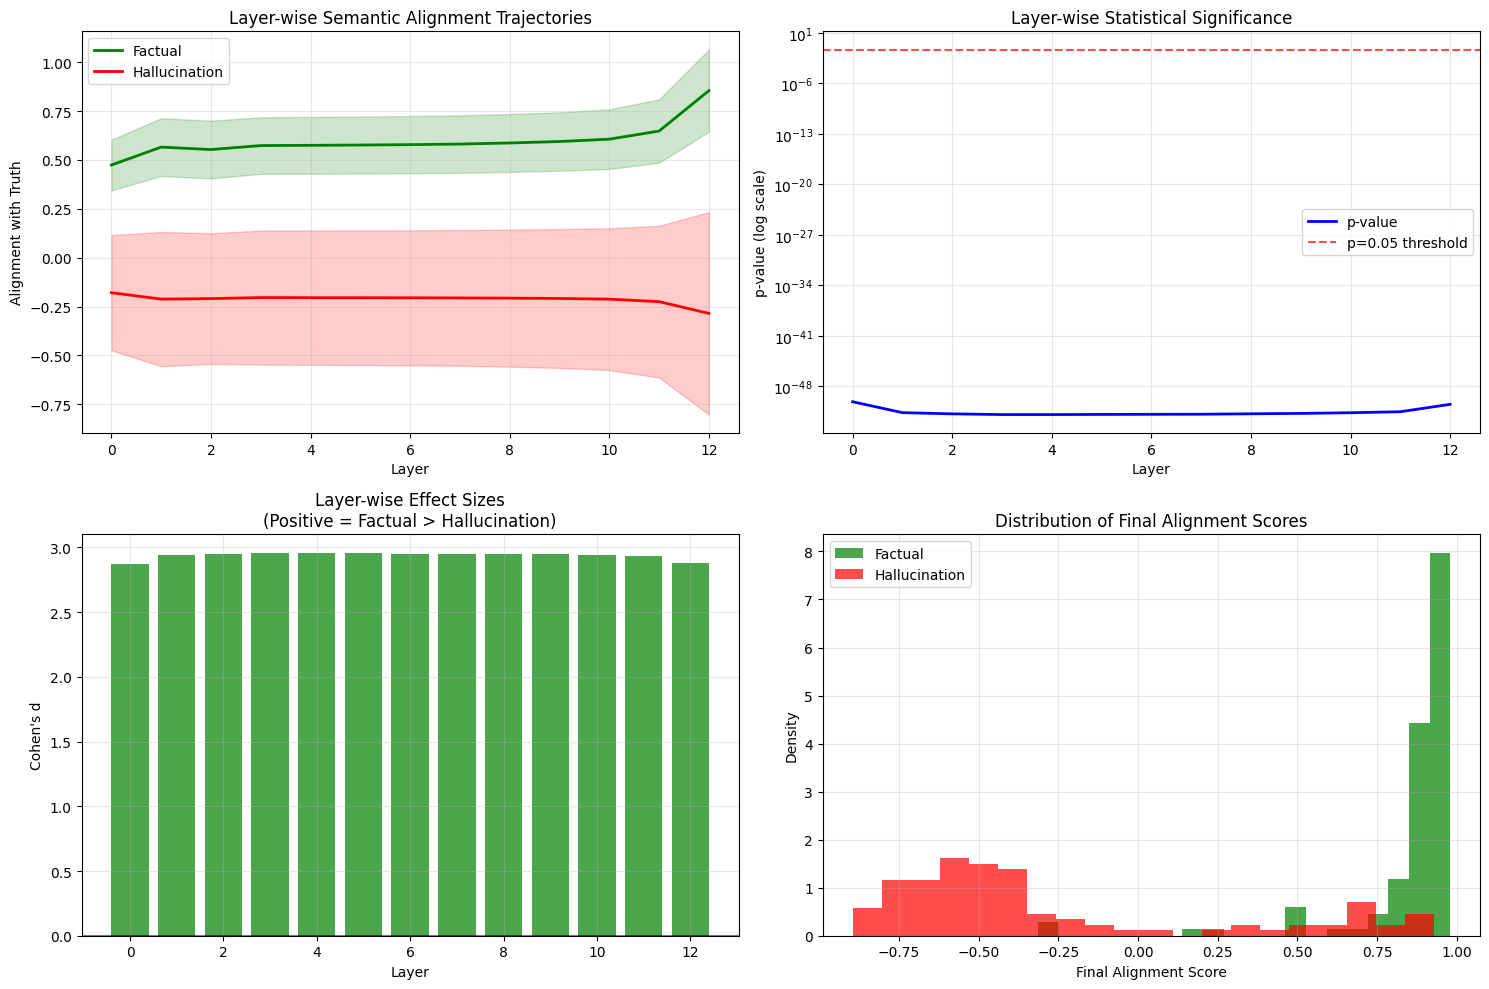 Layer-wise Semantic Alignment Trajectories
Factual
Hallucination
Alignment with Truth
1.00
0.75
0.50
0.25
0.00
−0.25
−0.50
−0.75
0 2 4 6 8 10 12
Layer
Layer-wise Statistical Significance
p-value (log scale)
10^1
10^−6
10^−13
10^−20
10^−27
10^−34
10^−41
10^−48
p-value
p=0.05 threshold
0 2 4 6 8 10 12
Layer
Layer-wise Effect Sizes
(Positive = Factual > Hallucination)
Cohen's d
3.0
2.5
2.0
1.5
1.0
0.5
0.0
0 2 4 6 8 10 12
Layer
Distribution of Final Alignment Scores
Factual
Hallucination
Density
8
7
6
5
4
3
2
1
0
−0.75 −0.50 −0.25 0.00 0.25 0.50 0.75 1.00
Final Alignment Score